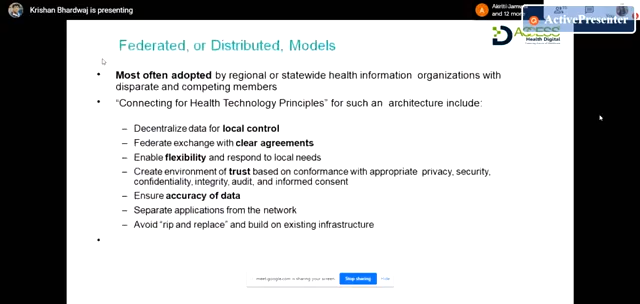 Krishan Bhardwaj is presenting
and 12 more
ActivePresenter
Federated, or Distributed, Models
ACCESS
Health Digital
• Most often adopted by regional or statewide health information organizations with
disparate and competing members
• “Connecting for Health Technology Principles” for such an architecture include:
– Decentralize data for local control
– Federate exchange with clear agreements
– Enable flexibility and respond to local needs
– Create environment of trust based on conformance with appropriate privacy, security,
confidentiality, integrity, audit, and informed consent
– Ensure accuracy of data
– Separate applications from the network
– Avoid “rip and replace” and build on existing infrastructure
•
meet.google.com is sharing your screen.
Stop sharing
Hide